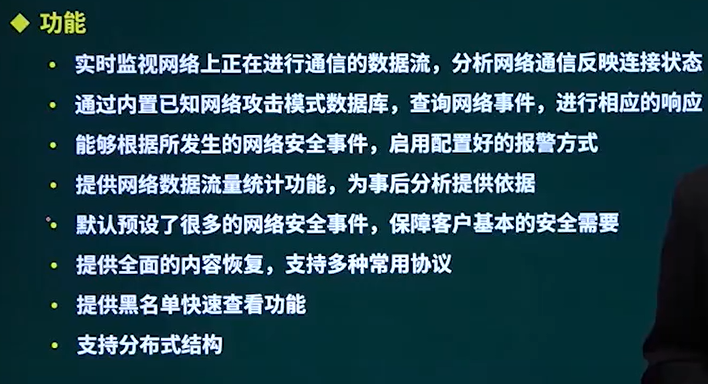 ◆ 功能
• 实时监视网络上正在进行通信的数据流，分析网络通信反映连接状态
• 通过内置已知网络攻击模式数据库，查询网络事件，进行相应的响应
• 能够根据所发生的网络安全事件，启用配置好的报警方式
• 提供网络数据流量统计功能，为事后分析提供依据
• 默认预设了很多的网络安全事件，保障客户基本的安全需要
• 提供全面的内容恢复，支持多种常用协议
• 提供黑名单快速查看功能
• 支持分布式结构